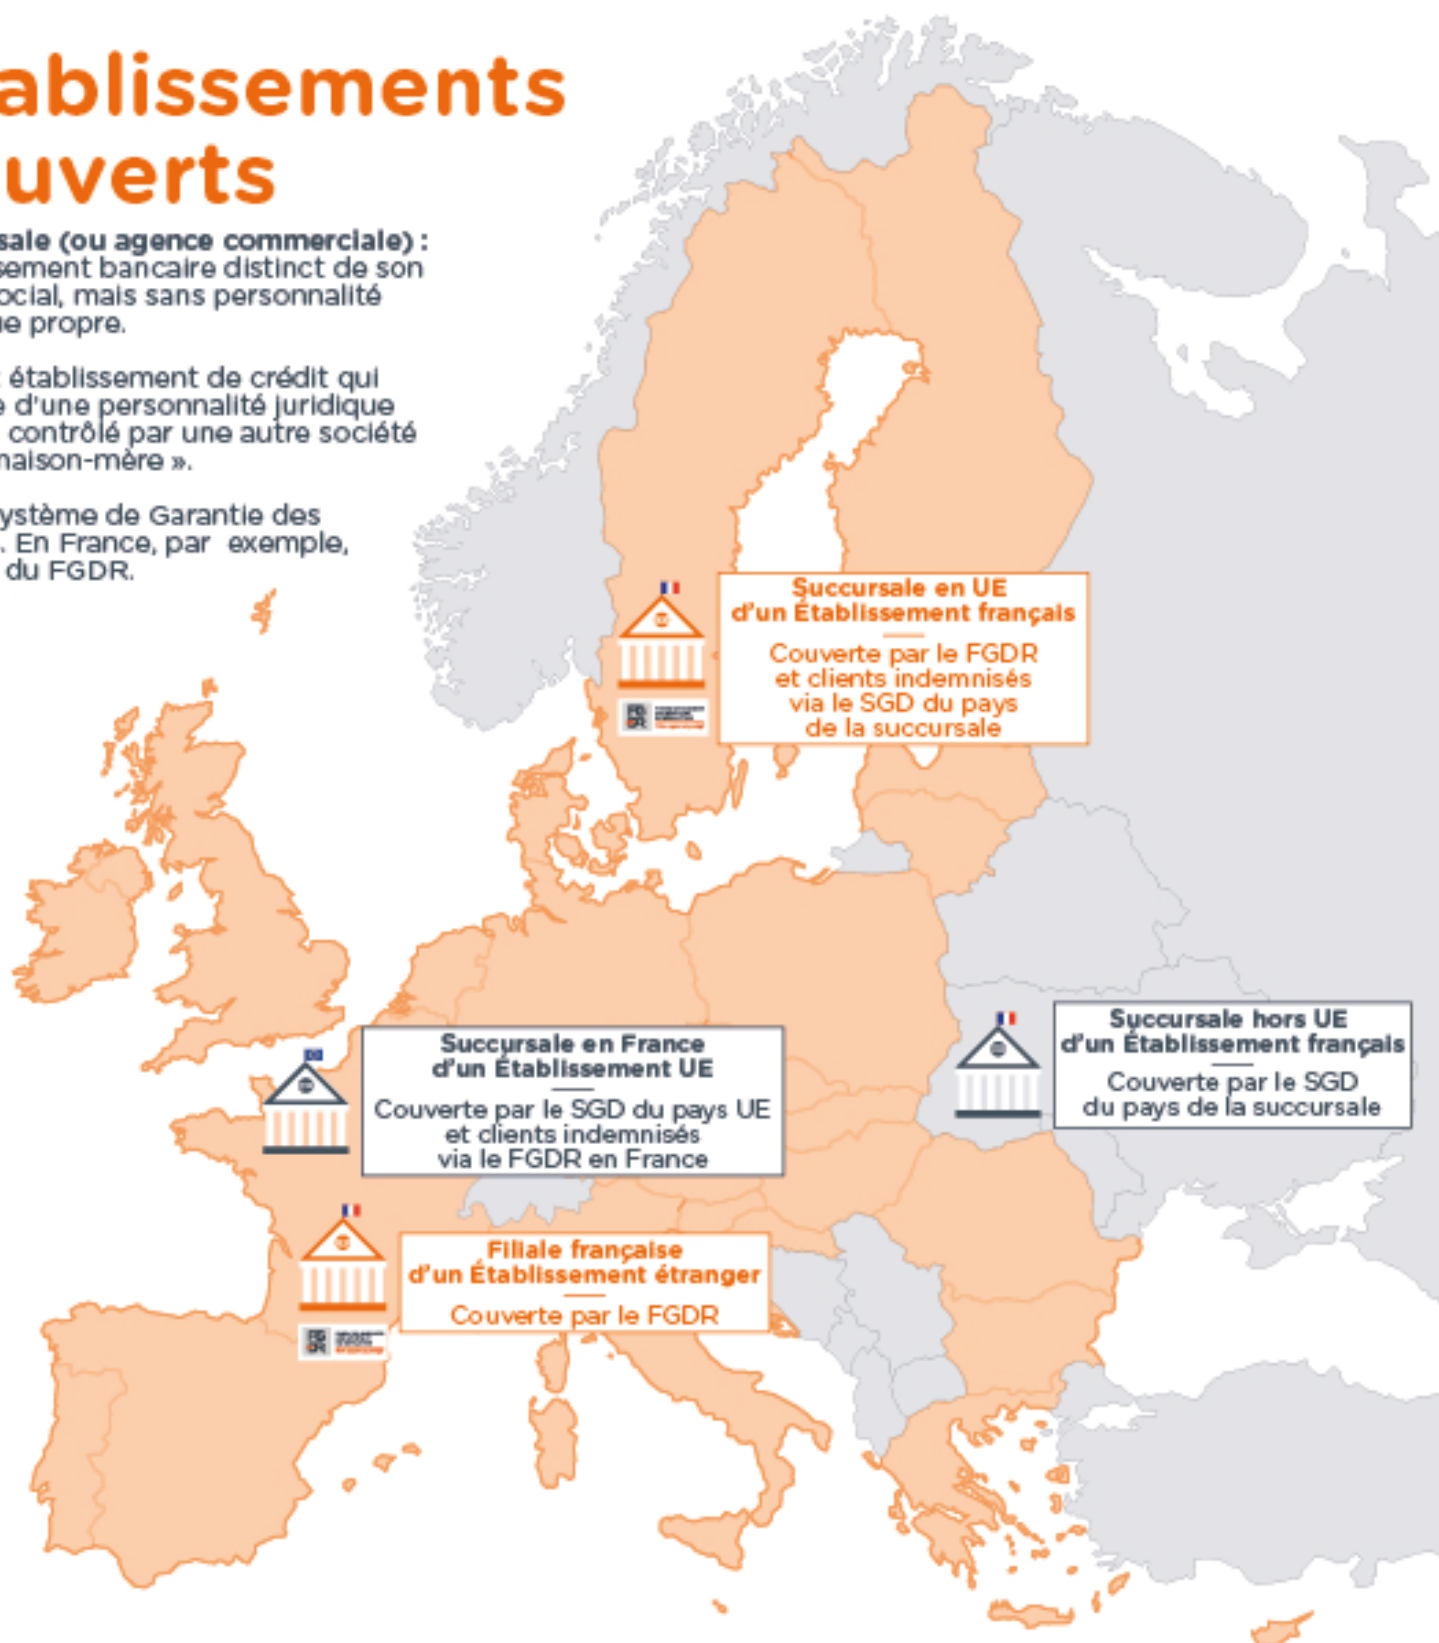 ablissements
uverts
sale (ou agence commerciale) :
sement bancaire distinct de son
ocial, mais sans personnalité
ue propre.
t établissement de crédit qui
e d'une personnalité juridique
contrôlé par une autre société
maison-mère ».
ystème de Garantie des
. En France, par exemple,
du FGDR.
Succursale en UE
d'un Établissement français
Couverte par le FGDR
et clients indemnisés
via le SGD du pays
de la succursale
FG
DR
Succursale en France
d'un Établissement UE
Couverte par le SGD du pays UE
et clients indemnisés
via le FGDR en France
Succursale hors UE
d'un Établissement français
Couverte par le SGD
du pays de la succursale
Filiale française
d'un Établissement étranger
Couverte par le FGDR
FG
DR